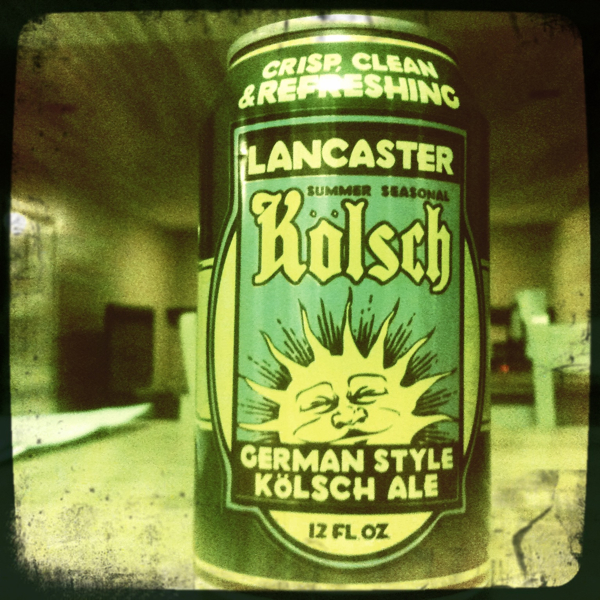 CRISP, CLEAN
& REFRESHING
LANCASTER
SUMMER SEASONAL
Kölsch
GERMAN STYLE
KÖLSCH ALE
12 FL OZ